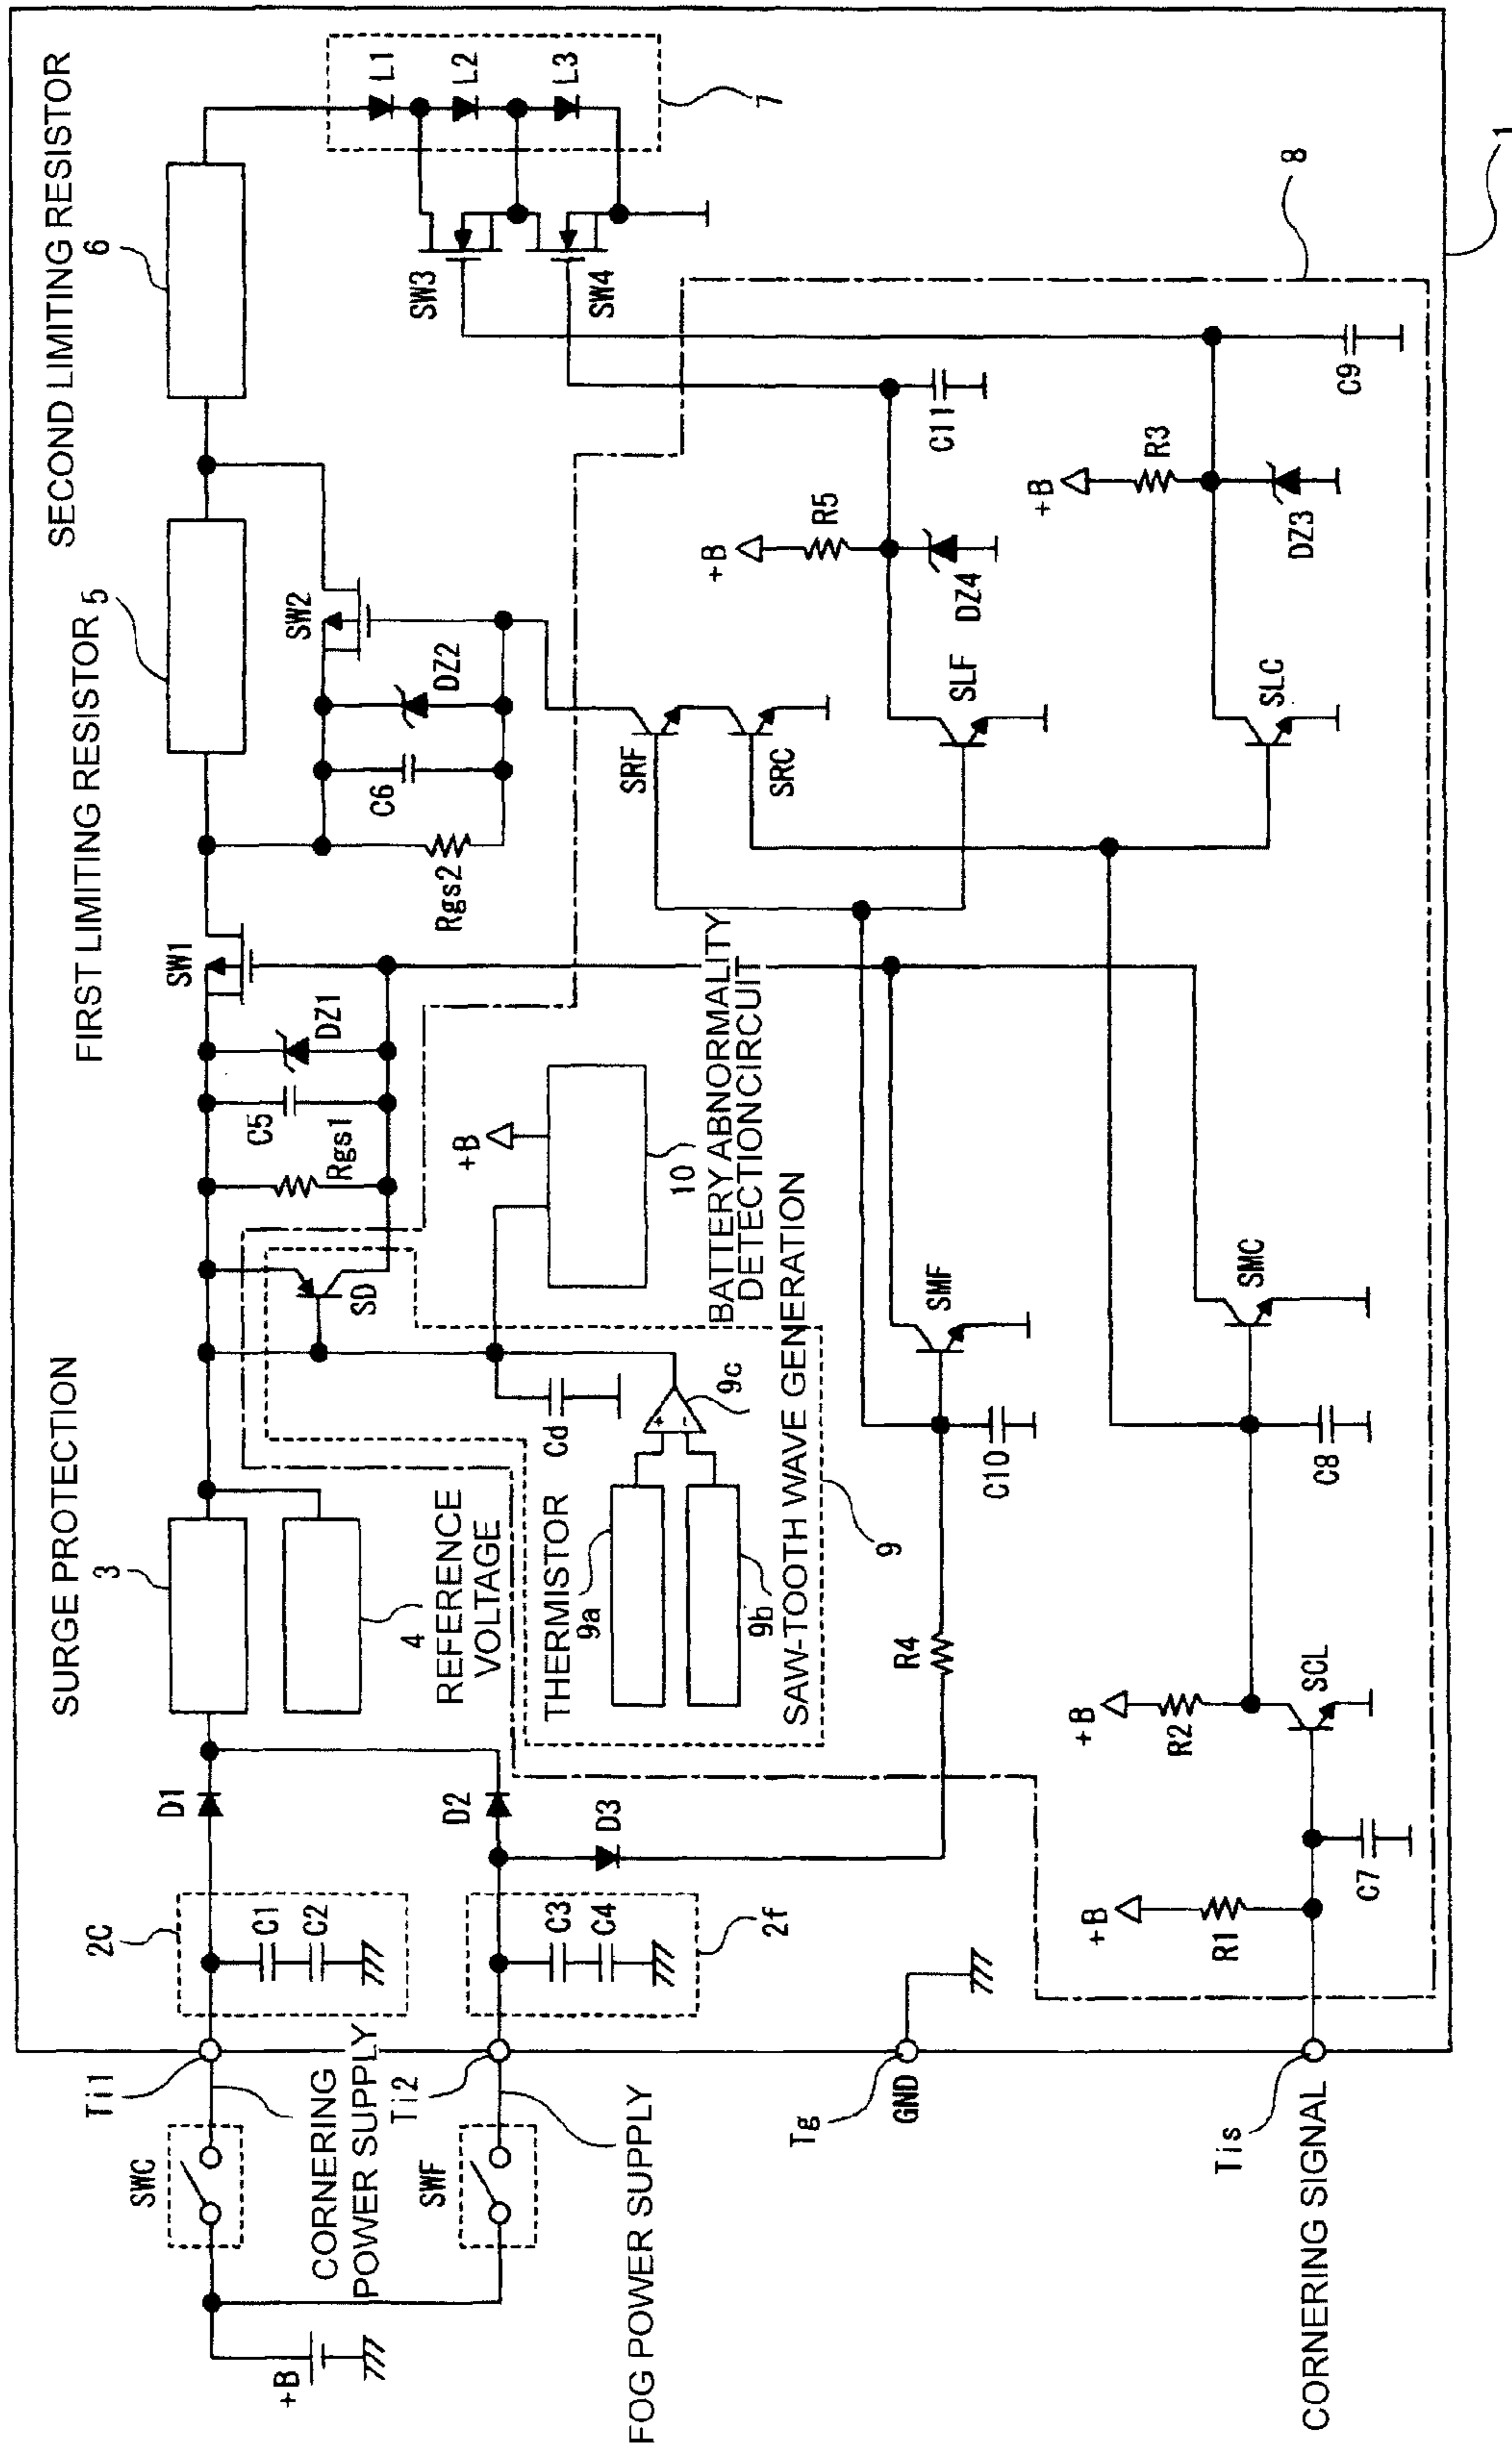 SURGE PROTECTION
3
4
REFERENCE
VOLTAGE
FIRST LIMITING RESISTOR
5
SECOND LIMITING RESISTOR
6
SWC
Ti1
CORNERING
POWER SUPPLY
+B
2C
C1
C2
D1
SWF
Ti2
FOG POWER SUPPLY
2f
C3
C4
D2
D3
THERMISTOR
9a
9b
9c
SAW-TOOTH WAVE GENERATION
9
Cd
SD
+B
10
BATTERY ABNORMALITY
DETECTION CIRCUIT
Rgs1
C5
DZ1
SW1
Rgs2
C6
DZ2
SW2
SW3
SW4
L1
L2
L3
7
8
1
SRF
SRC
SLF
SLC
+B
R5
DZ4
C11
+B
R3
DZ3
C9
R4
C10
SMF
SMC
C8
+B
R2
SCL
+B
R1
C7
Tg
GND
Tis
CORNERING SIGNAL